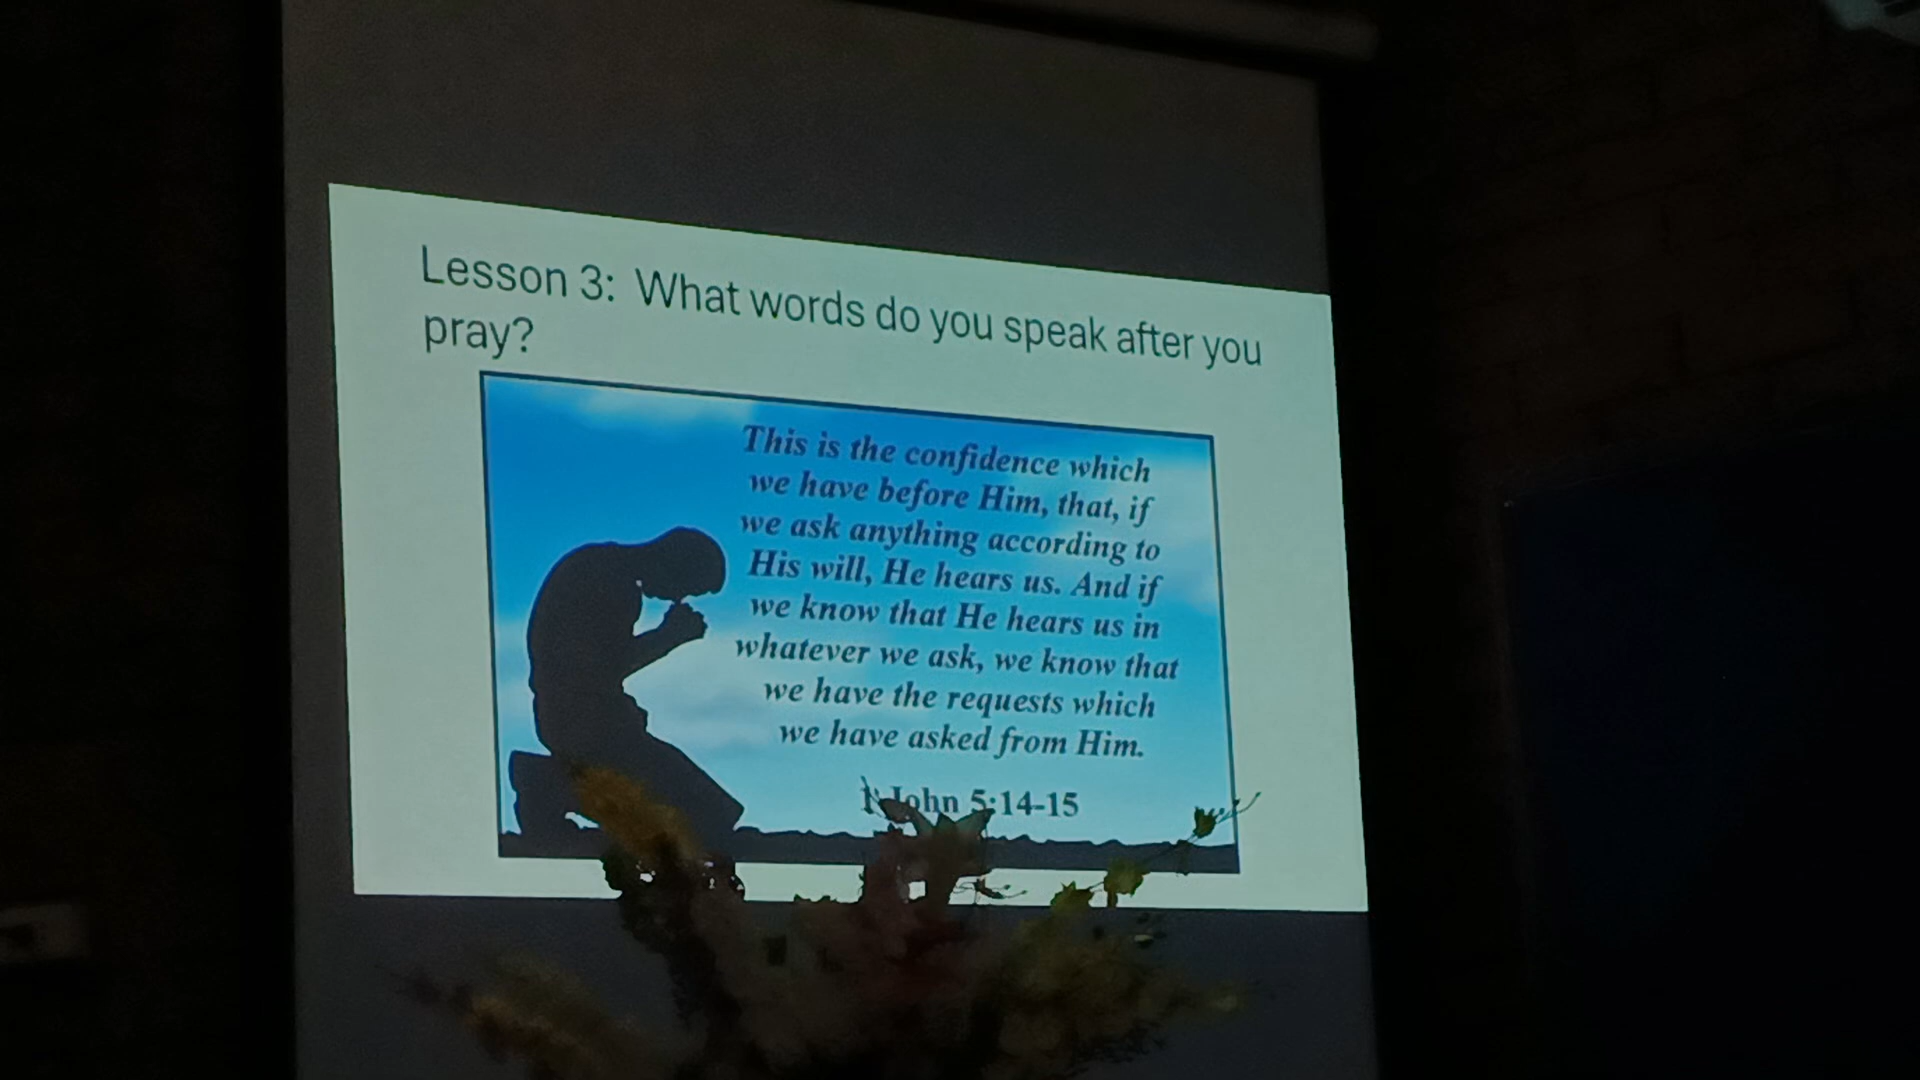 Lesson 3: What words do you speak after you
pray?
This is the confidence which
we have before Him, that, if
we ask anything according to
His will, He hears us. And if
we know that He hears us in
whatever we ask, we know that
we have the requests which
we have asked from Him.
1 John 5:14-15